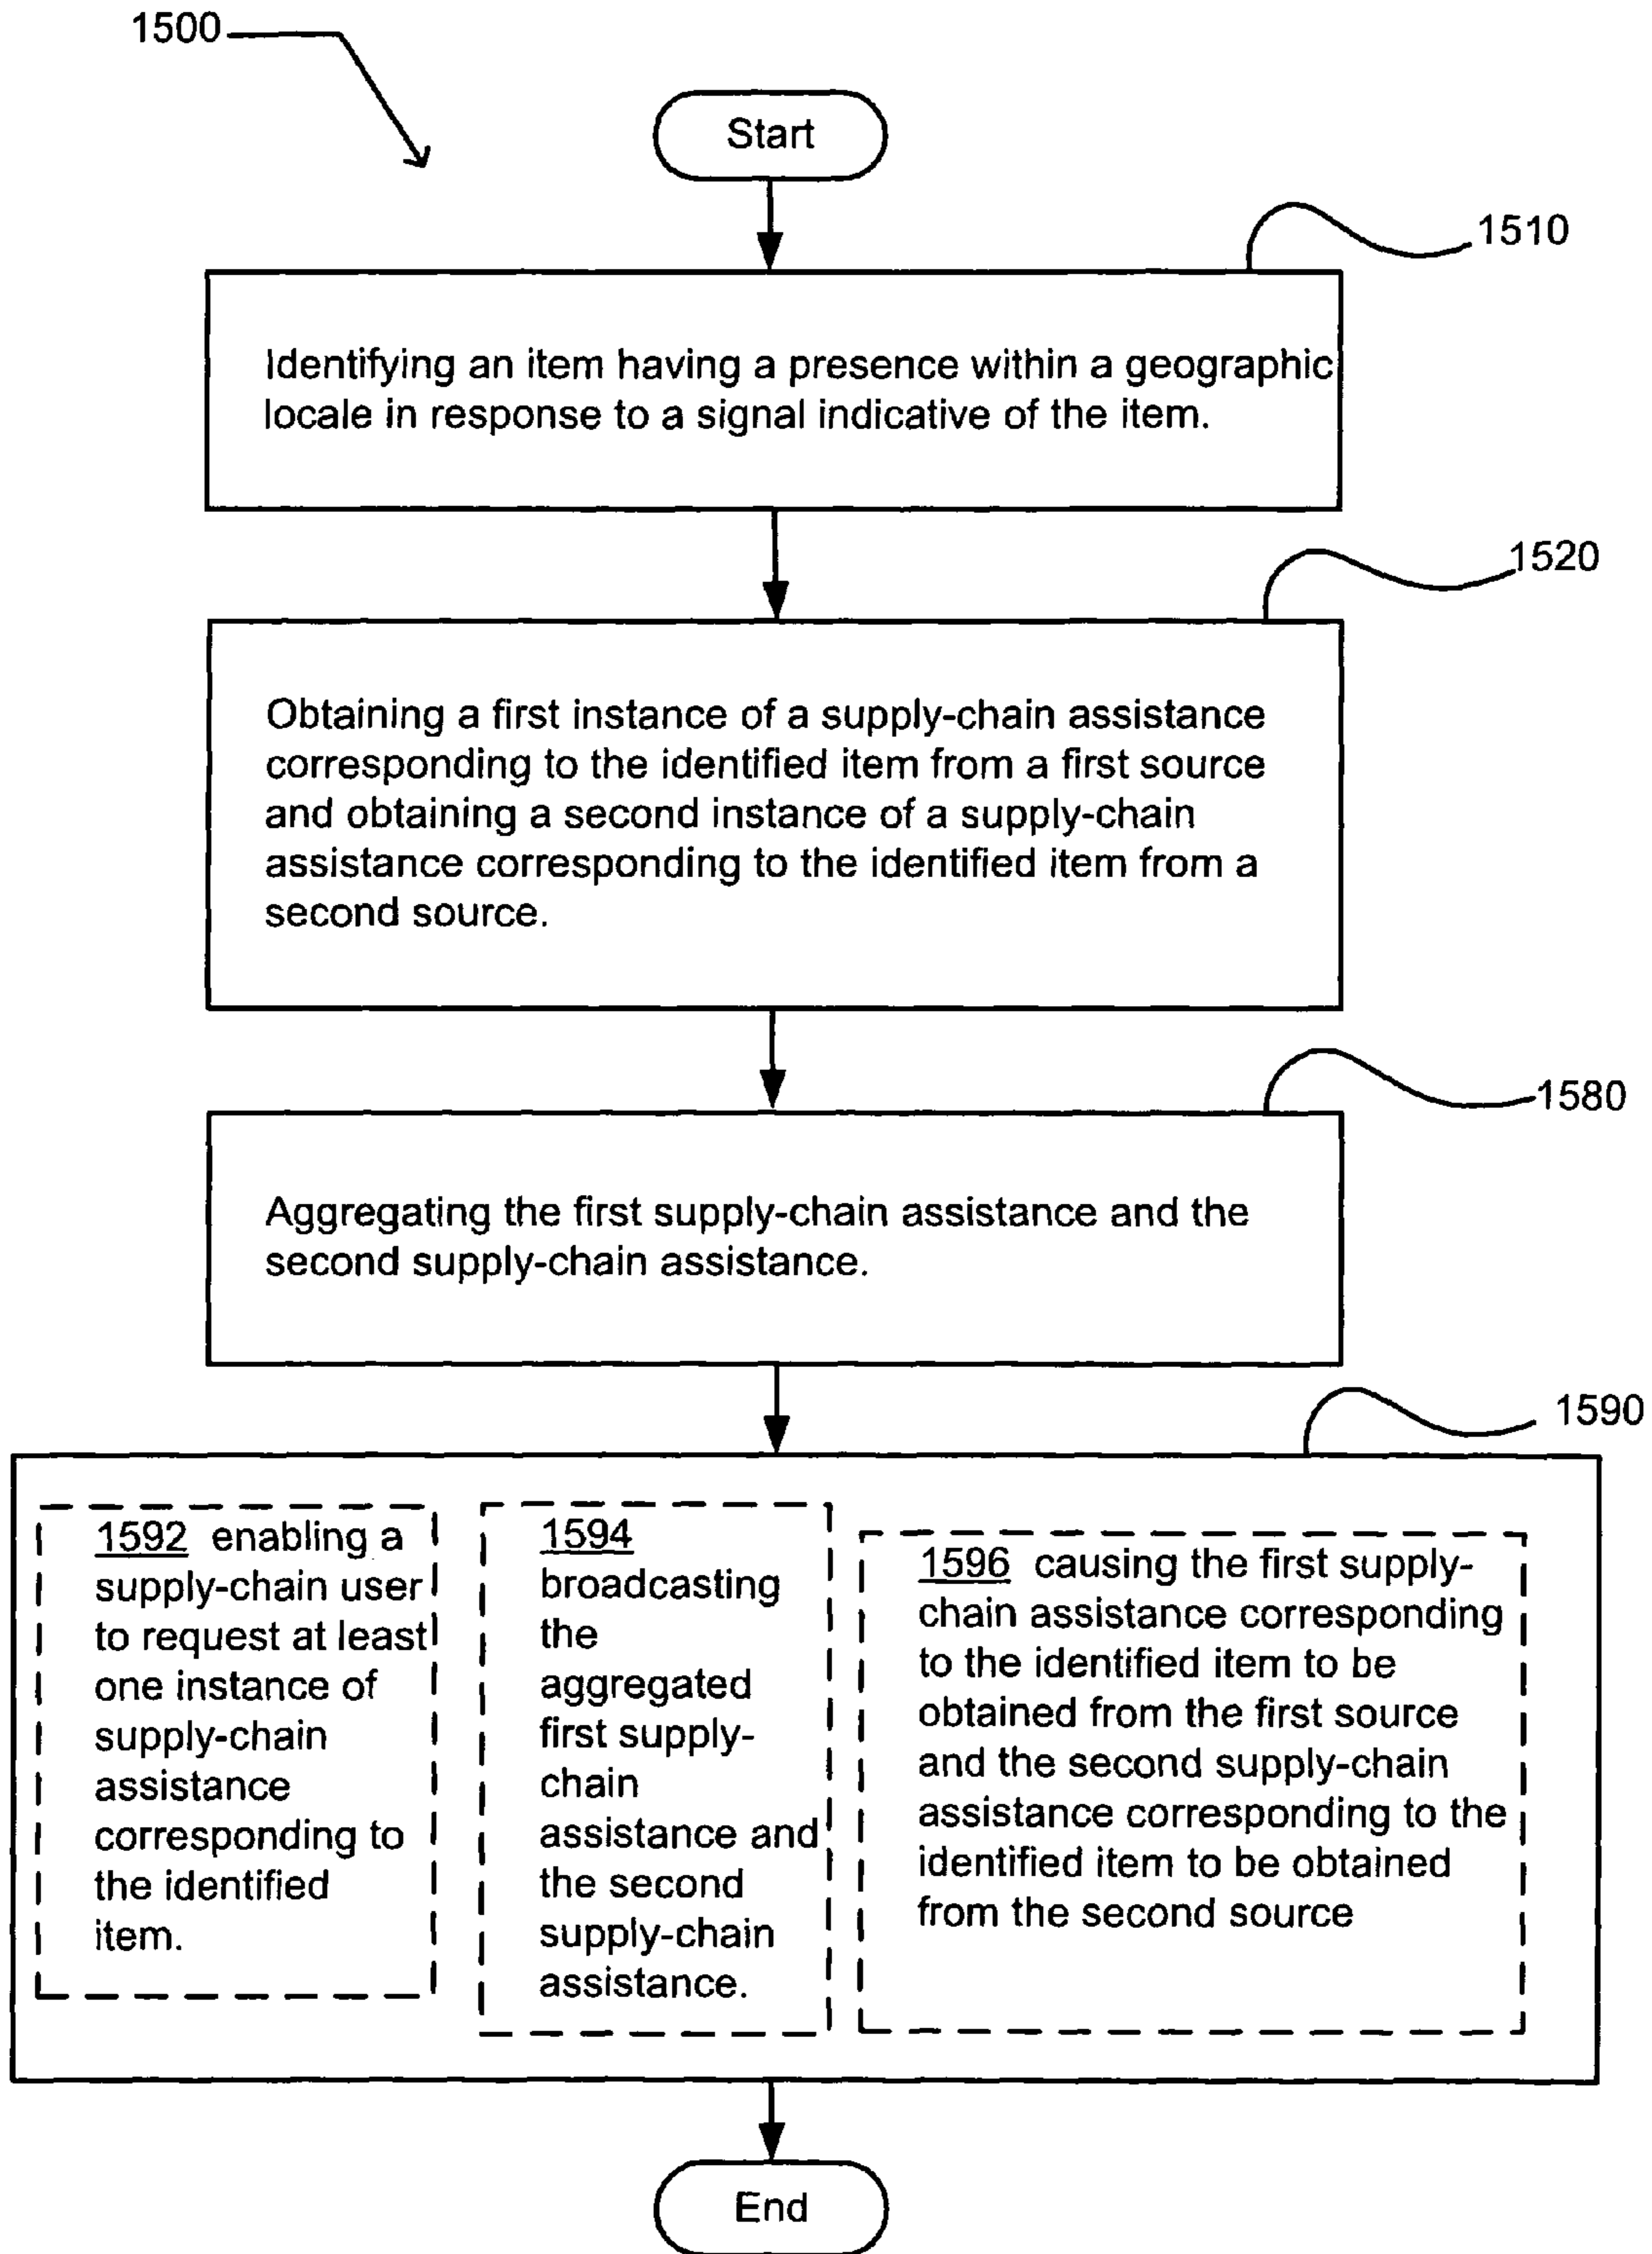 1500
Start
1510
Identifying an item having a presence within a geographic
locale in response to a signal indicative of the item.
1520
Obtaining a first instance of a supply-chain assistance
corresponding to the identified item from a first source
and obtaining a second instance of a supply-chain
assistance corresponding to the identified item from a
second source.
1580
Aggregating the first supply-chain assistance and the
second supply-chain assistance.
1590
1592 enabling a
supply-chain user
to request at least
one instance of
supply-chain
assistance
corresponding to
the identified
item.
1594
broadcasting
the
aggregated
first supply-
chain
assistance and
the second
supply-chain
assistance.
1596 causing the first supply-
chain assistance corresponding
to the identified item to be
obtained from the first source
and the second supply-chain
assistance corresponding to the
identified item to be obtained
from the second source
End